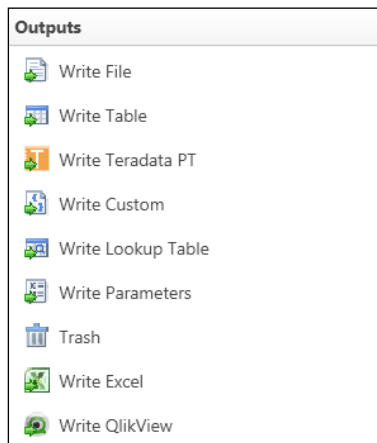 Outputs
Write File
Write Table
Write Teradata PT
Write Custom
Write Lookup Table
Write Parameters
Trash
Write Excel
Write QlikView